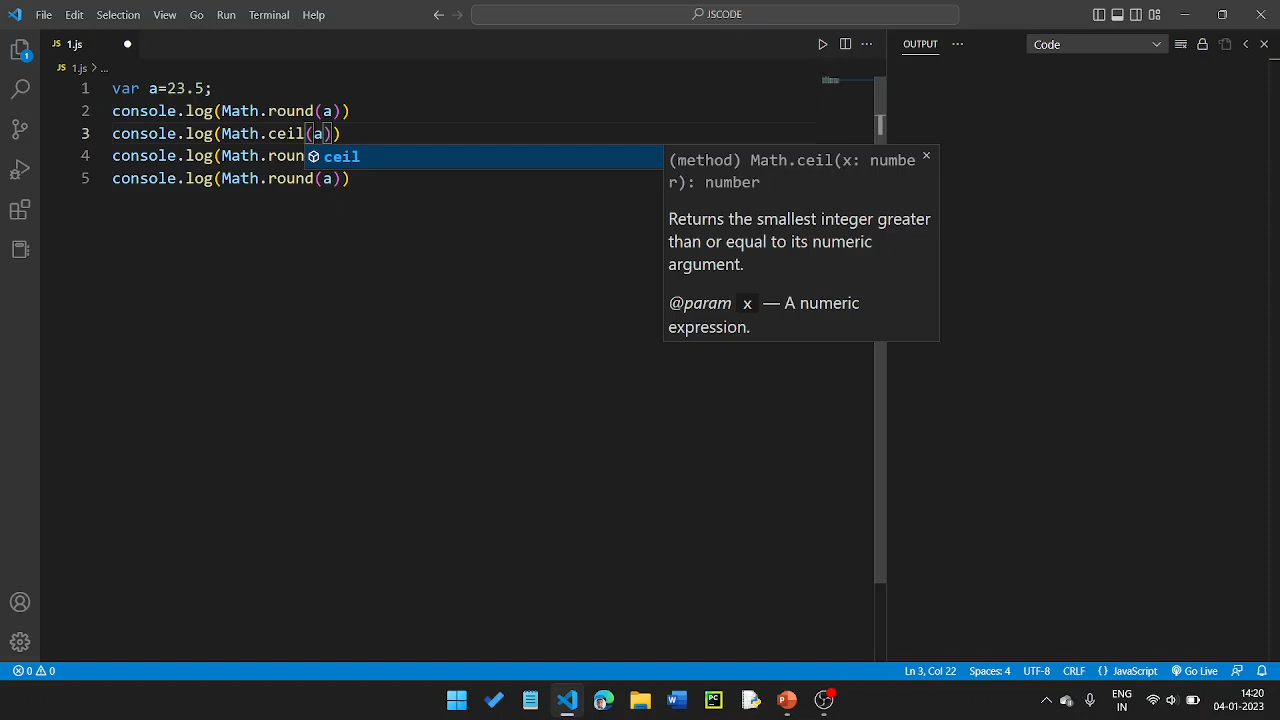 File Edit Selection View Go Run Terminal Help
JSCODE
JS 1.js
OUTPUT
Code
JS 1.js > ...
1 var a=23.5;
2 console.log(Math.round(a))
3 console.log(Math.ceil(a))
4 console.log(Math.roun
5 console.log(Math.round(a))
ceil
(method) Math.ceil(x: numbe
r): number
Returns the smallest integer greater
than or equal to its numeric
argument.
@param x — A numeric
expression.
1
0 0
Ln 3, Col 22 Spaces: 4 UTF-8 CRLF {} JavaScript Go Live
PC
ENG
IN
14:20
04-01-2023